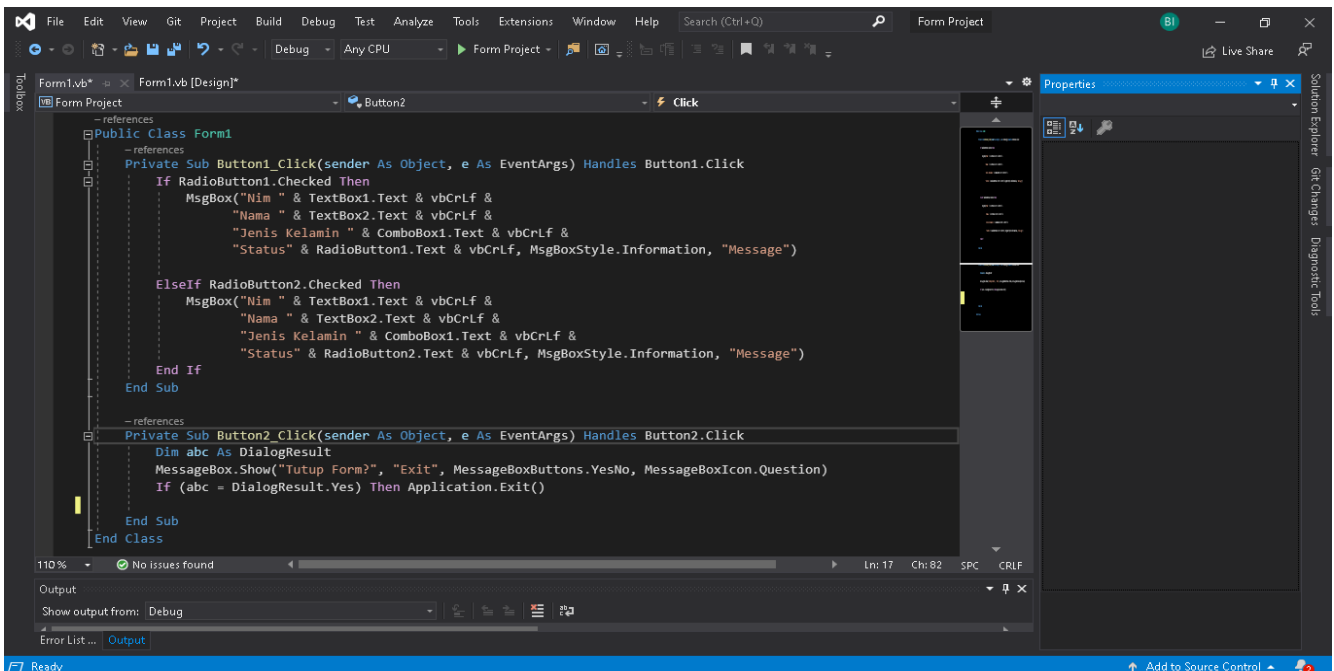 File Edit View Git Project Build Debug Test Analyze Tools Extensions Window Help Search (Ctrl+Q) Form Project BI
Debug Any CPU Form Project Live Share
Toolbox
Form1.vb* Form1.vb [Design]*
VB Form Project Button2 Click
– references
Public Class Form1
– references
Private Sub Button1_Click(sender As Object, e As EventArgs) Handles Button1.Click
If RadioButton1.Checked Then
MsgBox("Nim " & TextBox1.Text & vbCrLf &
"Nama " & TextBox2.Text & vbCrLf &
"Jenis Kelamin " & ComboBox1.Text & vbCrLf &
"Status" & RadioButton1.Text & vbCrLf, MsgBoxStyle.Information, "Message")
ElseIf RadioButton2.Checked Then
MsgBox("Nim " & TextBox1.Text & vbCrLf &
"Nama " & TextBox2.Text & vbCrLf &
"Jenis Kelamin " & ComboBox1.Text & vbCrLf &
"Status" & RadioButton2.Text & vbCrLf, MsgBoxStyle.Information, "Message")
End If
End Sub
– references
Private Sub Button2_Click(sender As Object, e As EventArgs) Handles Button2.Click
Dim abc As DialogResult
MessageBox.Show("Tutup Form?", "Exit", MessageBoxButtons.YesNo, MessageBoxIcon.Question)
If (abc = DialogResult.Yes) Then Application.Exit()
End Sub
End Class
110 % No issues found Ln: 17 Ch: 82 SPC CRLF
Output
Show output from: Debug
Error List ... Output
Ready Add to Source Control
Properties
Solution Explorer
Git Changes
Diagnostic Tools